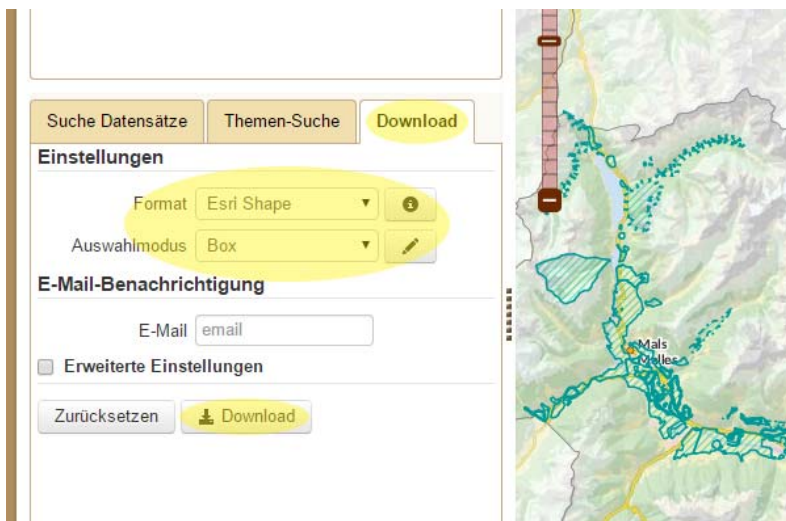 Suche Datensätze Themen-Suche Download
Einstellungen
Format Esri Shape
Auswahlmodus Box
E-Mail-Benachrichtigung
E-Mail email
Erweiterte Einstellungen
Zurücksetzen Download
Mals
Malles